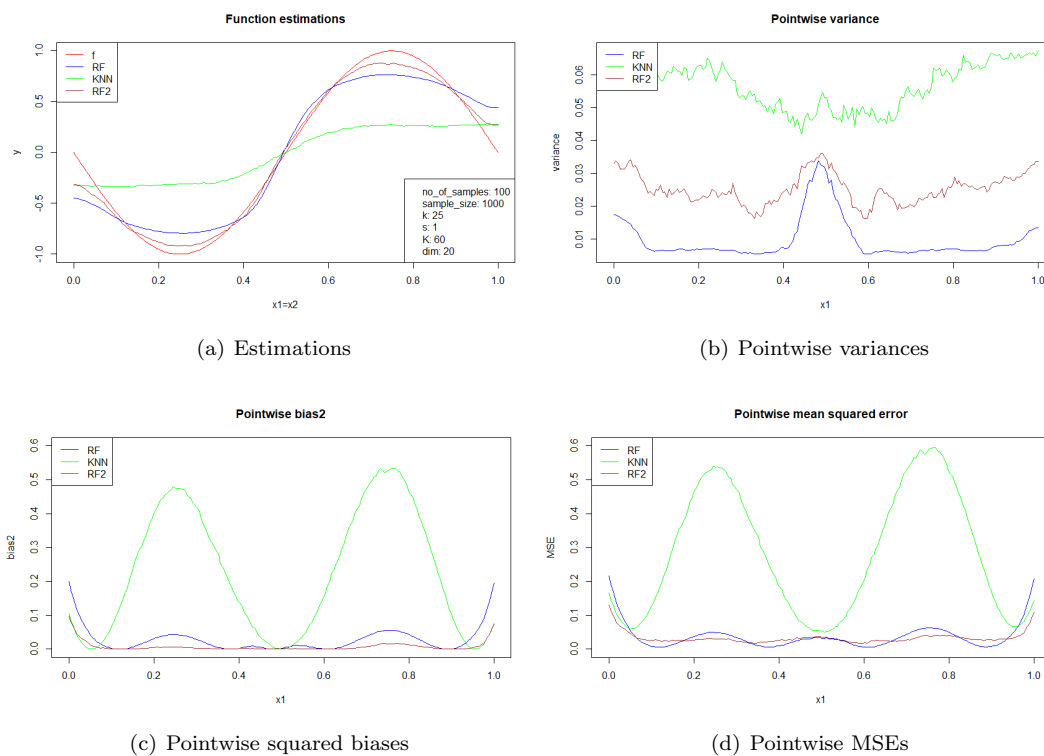 Function estimations
f
RF
KNN
RF2
y
-1.0
-0.5
0.0
0.5
1.0
no_of_samples: 100
sample_size: 1000
k: 25
s: 1
K: 60
dim: 20
0.0 0.2 0.4 0.6 0.8 1.0
x1=x2
(a) Estimations
Pointwise variance
RF
KNN
RF2
variance
0.01
0.02
0.03
0.04
0.05
0.06
0.0 0.2 0.4 0.6 0.8 1.0
x1
(b) Pointwise variances
Pointwise bias2
RF
KNN
RF2
bias2
0.0
0.1
0.2
0.3
0.4
0.5
0.6
0.0 0.2 0.4 0.6 0.8 1.0
x1
(c) Pointwise squared biases
Pointwise mean squared error
RF
KNN
RF2
MSE
0.0
0.1
0.2
0.3
0.4
0.5
0.6
0.0 0.2 0.4 0.6 0.8 1.0
x1
(d) Pointwise MSEs